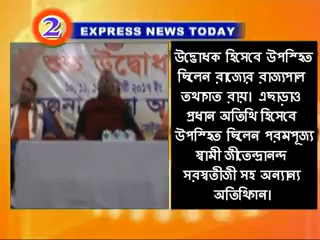 2 EXPRESS NEWS TODAY
উদ্বোধক হিসেবে উপস্হিত
ছিলেন রাজ্যের রাজ্যপাল
তথাগত রায়। এছাড়াও
প্রধান অতিথি হিসেবে
উপস্হিত ছিলেন পরমপূজ্য
স্বামী জীতেন্দ্রানন্দ
সরস্বতীজী সহ অন্যান্য
অতিথিগন।
শুভ উদ্বোধ